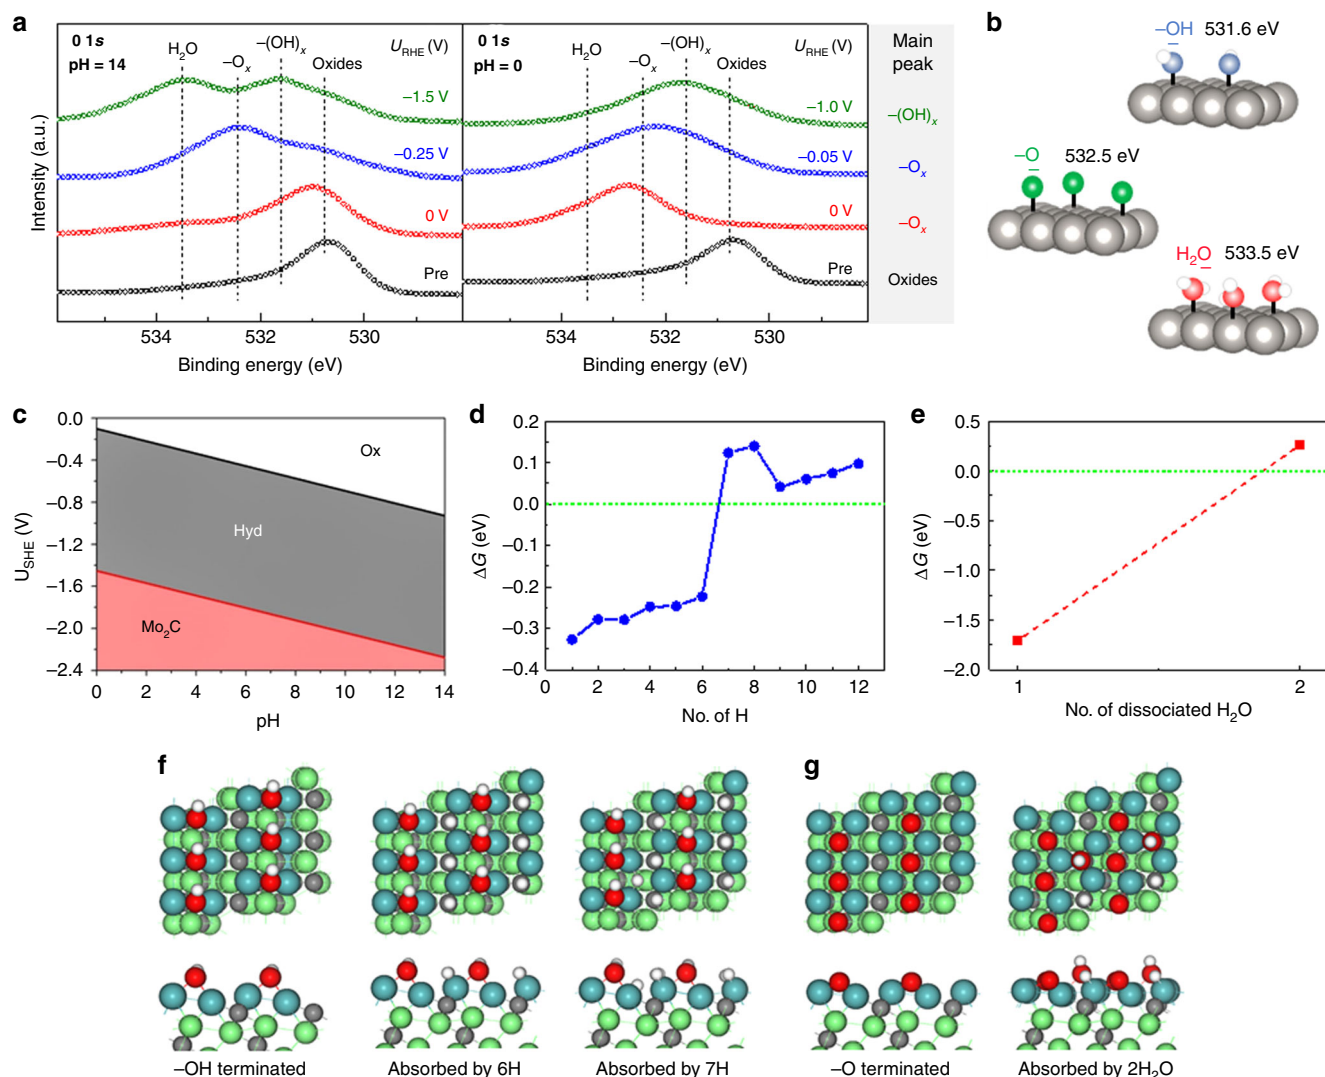 a
O 1s
pH = 14
H2O
–Ox
–(OH)x
Oxides
URHE (V)
–1.5 V
–0.25 V
0 V
Pre
O 1s
pH = 0
H2O
–Ox
–(OH)x
Oxides
URHE (V)
–1.0 V
–0.05 V
0 V
Pre
Main
peak
–(OH)x
–Ox
–Ox
Oxides
Intensity (a.u.)
534 532 530
534 532 530
Binding energy (eV)
Binding energy (eV)
b
–OH 531.6 eV
–O 532.5 eV
H2O 533.5 eV
c
0.0
–0.4
–0.8
–1.2
–1.6
–2.0
–2.4
USHE (V)
Ox
Hyd
Mo2C
0 2 4 6 8 10 12 14
pH
d
0.2
0.1
0.0
–0.1
–0.2
–0.3
–0.4
ΔG (eV)
0 2 4 6 8 10 12
No. of H
e
0.5
0.0
–0.5
–1.0
–1.5
–2.0
ΔG (eV)
1 2
No. of dissociated H2O
f
–OH terminated
Absorbed by 6H
Absorbed by 7H
g
–O terminated
Absorbed by 2H2O